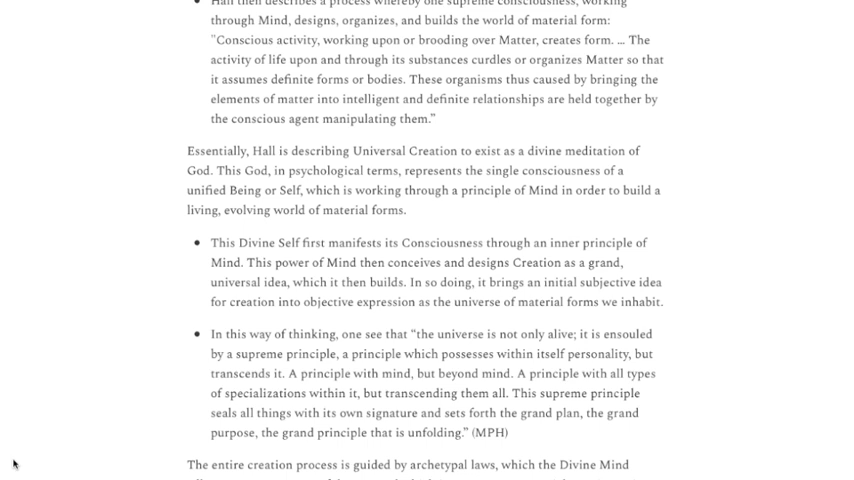 Hall then describes a process whereby one supreme consciousness, working
through Mind, designs, organizes, and builds the world of material form:
"Conscious activity, working upon or brooding over Matter, creates form. ... The
activity of life upon and through its substances curdles or organizes Matter so that
it assumes definite forms or bodies. These organisms thus caused by bringing the
elements of matter into intelligent and definite relationships are held together by
the conscious agent manipulating them.”
Essentially, Hall is describing Universal Creation to exist as a divine meditation of
God. This God, in psychological terms, represents the single consciousness of a
unified Being or Self, which is working through a principle of Mind in order to build a
living, evolving world of material forms.
This Divine Self first manifests its Consciousness through an inner principle of
Mind. This power of Mind then conceives and designs Creation as a grand,
universal idea, which it then builds. In so doing, it brings an initial subjective idea
for creation into objective expression as the universe of material forms we inhabit.
In this way of thinking, one see that “the universe is not only alive; it is ensouled
by a supreme principle, a principle which possesses within itself personality, but
transcends it. A principle with mind, but beyond mind. A principle with all types
of specializations within it, but transcending them all. This supreme principle
seals all things with its own signature and sets forth the grand plan, the grand
purpose, the grand principle that is unfolding.” (MPH)
The entire creation process is guided by archetypal laws, which the Divine Mind